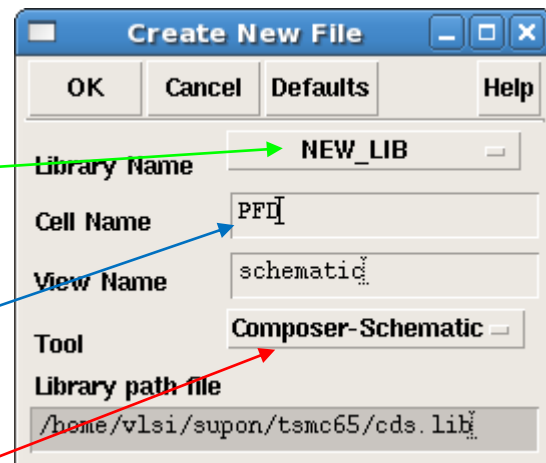 Create New File
OK Cancel Defaults Help
Library Name NEW_LIB
Cell Name PFD
View Name schematic
Tool Composer-Schematic
Library path file
/home/vlsi/supon/tsmc65/cds.lib